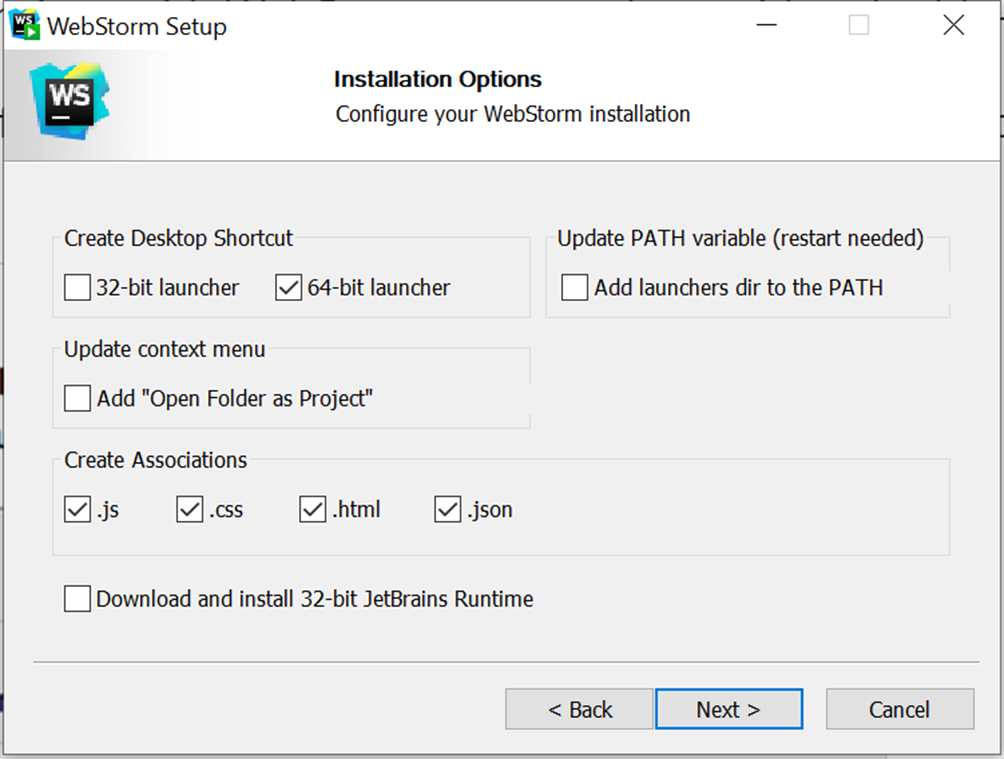 WS
WebStorm Setup
WS
Installation Options
Configure your WebStorm installation
Create Desktop Shortcut
32-bit launcher 64-bit launcher
Update PATH variable (restart needed)
Add launchers dir to the PATH
Update context menu
Add "Open Folder as Project"
Create Associations
.js .css .html .json
Download and install 32-bit JetBrains Runtime
< Back Next > Cancel